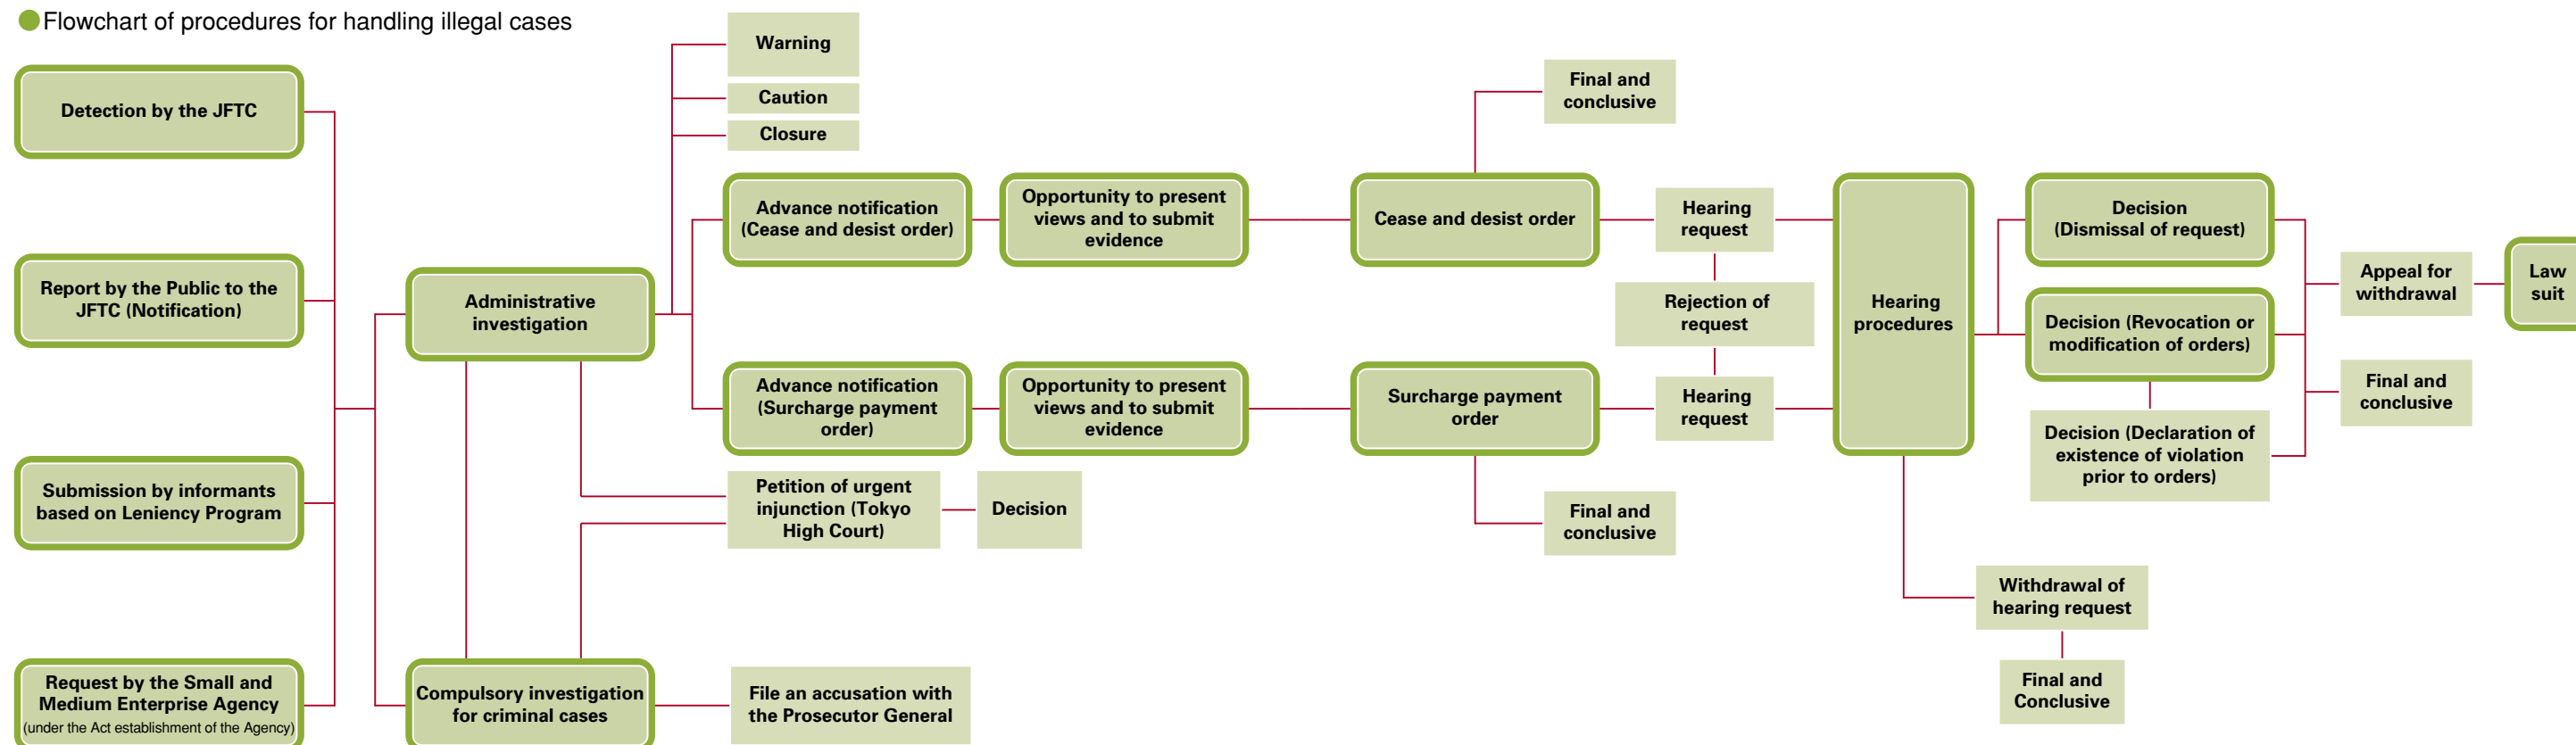 Flowchart of procedures for handling illegal cases
Detection by the JFTC
Report by the Public to the
JFTC (Notification)
Submission by informants
based on Leniency Program
Request by the Small and
Medium Enterprise Agency
(under the Act establishment of the Agency)
Administrative
investigation
Compulsory investigation
for criminal cases
Warning
Caution
Closure
Advance notification
(Cease and desist order)
Advance notification
(Surcharge payment
order)
Petition of urgent
injunction (Tokyo
High Court)
Decision
File an accusation with
the Prosecutor General
Opportunity to present
views and to submit
evidence
Opportunity to present
views and to submit
evidence
Final and
conclusive
Cease and desist order
Surcharge payment
order
Final and
conclusive
Hearing
request
Rejection of
request
Hearing
request
Hearing
procedures
Decision
(Dismissal of request)
Decision (Revocation or
modification of orders)
Decision (Declaration of
existence of violation
prior to orders)
Withdrawal of
hearing request
Final and
Conclusive
Appeal for
withdrawal
Final and
conclusive
Law
suit